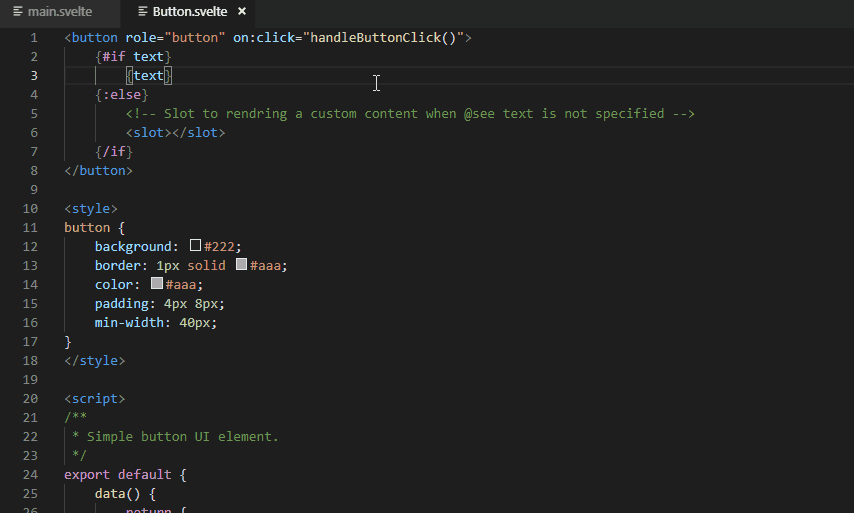 main.svelte
Button.svelte ×
1 <button role="button" on:click="handleButtonClick()">
2 {#if text}
3 {text}
4 {:else}
5 <!-- Slot to rendring a custom content when @see text is not specified -->
6 <slot></slot>
7 {/if}
8 </button>
9
10 <style>
11 button {
12 background: #222;
13 border: 1px solid #aaa;
14 color: #aaa;
15 padding: 4px 8px;
16 min-width: 40px;
17 }
18 </style>
19
20 <script>
21 /**
22 * Simple button UI element.
23 */
24 export default {
25 data() {
26 return {